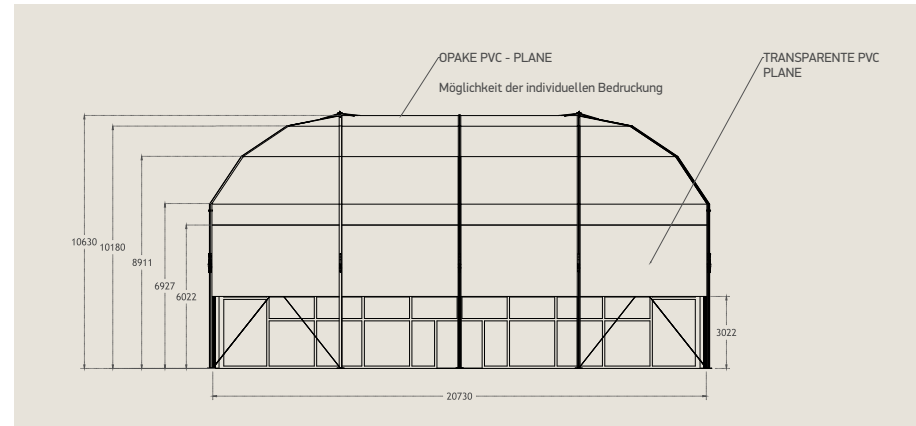 OPAKE PVC - PLANE
Möglichkeit der individuellen Bedruckung
TRANSPARENTE PVC
PLANE
10630
10180
8911
6927
6022
3022
20730